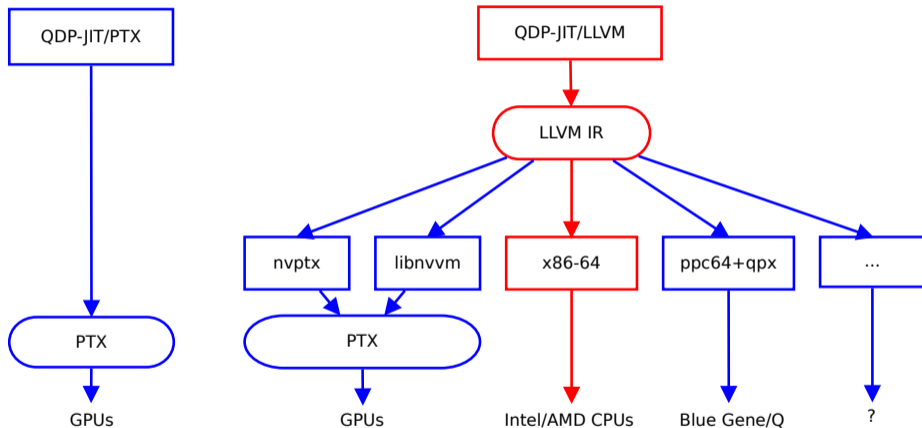 QDP-JIT/PTX
QDP-JIT/LLVM
LLVM IR
nvptx
libnvvm
x86-64
ppc64+qpx
...
PTX
PTX
GPUs
GPUs
Intel/AMD CPUs
Blue Gene/Q
?